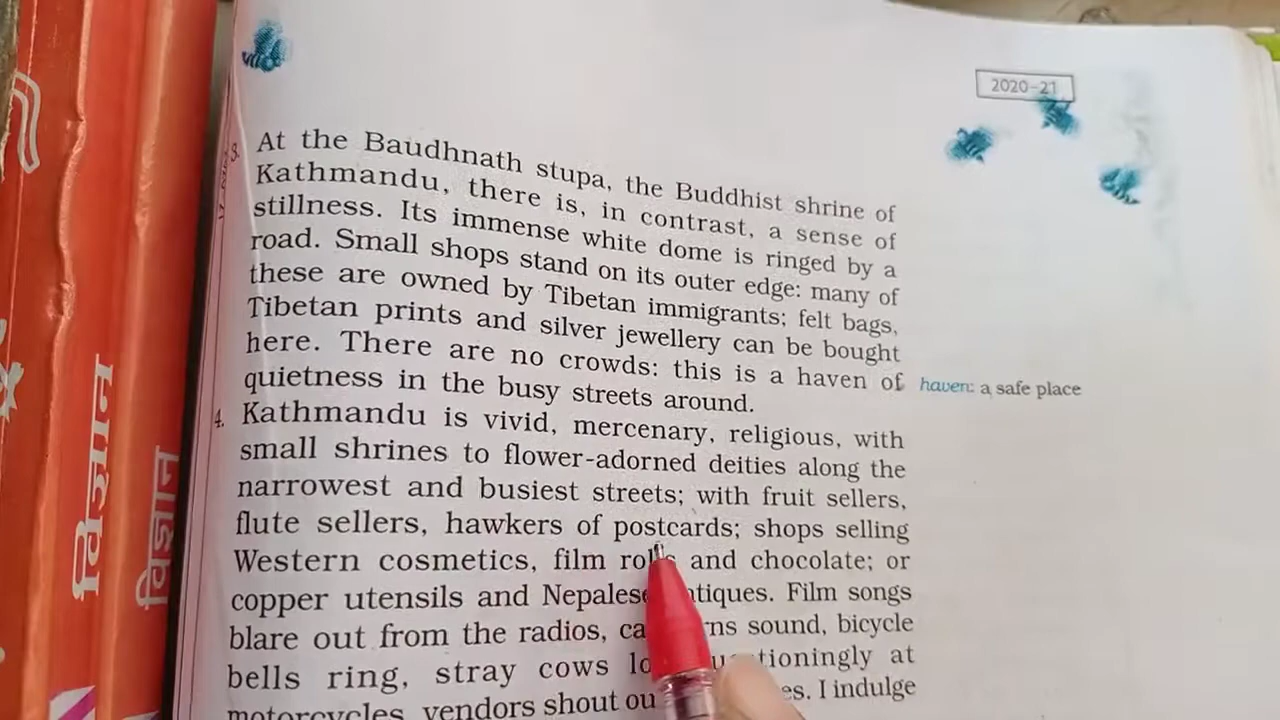 2020-21
3. At the Baudhnath stupa, the Buddhist shrine of
Kathmandu, there is, in contrast, a sense of
stillness. Its immense white dome is ringed by a
road. Small shops stand on its outer edge: many of
these are owned by Tibetan immigrants; felt bags,
Tibetan prints and silver jewellery can be bought
here. There are no crowds: this is a haven of
haven: a safe place
quietness in the busy streets around.
4. Kathmandu is vivid, mercenary, religious, with
small shrines to flower-adorned deities along the
narrowest and busiest streets; with fruit sellers,
flute sellers, hawkers of postcards; shops selling
Western cosmetics, film rolls and chocolate; or
copper utensils and Nepalese antiques. Film songs
blare out from the radios, sound, bicycle
bells ring, stray cows at
motorcycles, vendors shout I indulge
विज्ञान
विज्ञान